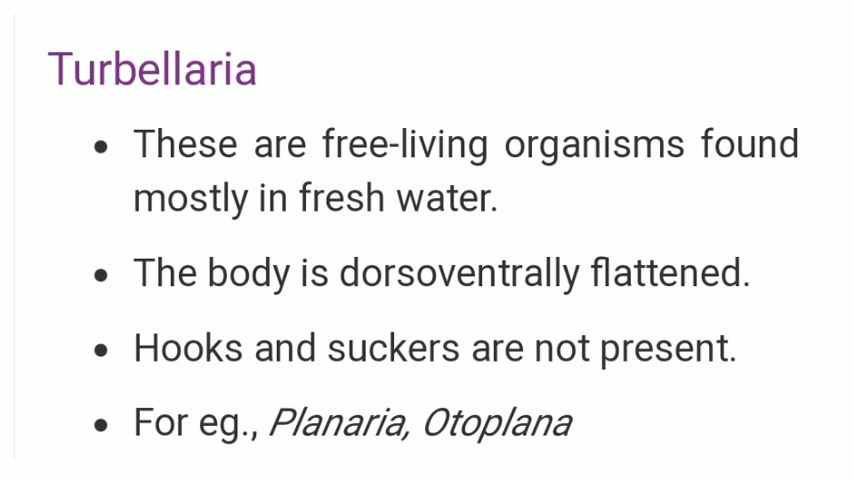 Turbellaria
• These are free-living organisms found
mostly in fresh water.
• The body is dorsoventrally flattened.
• Hooks and suckers are not present.
• For eg., Planaria, Otoplana